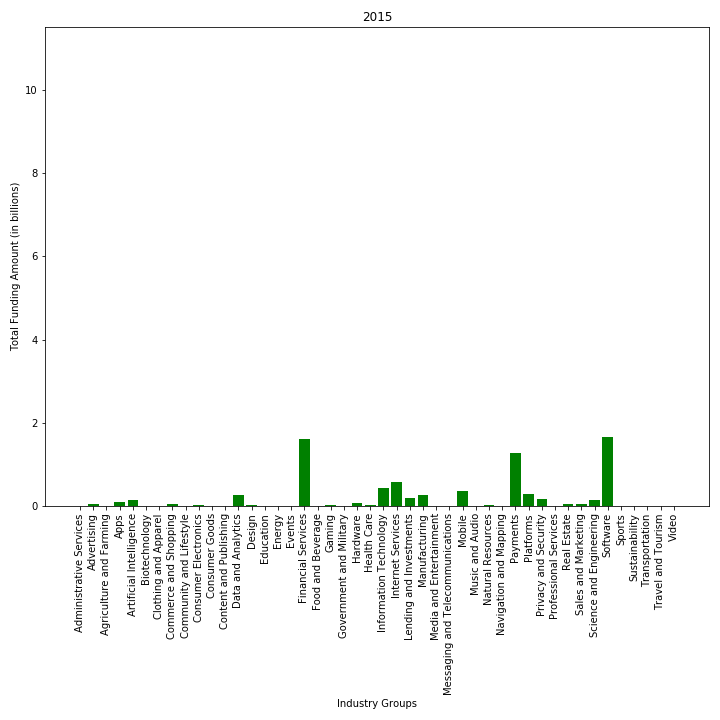 2015
Total Funding Amount (in billions)
10
8
6
4
2
0
Administrative Services
Advertising
Agriculture and Farming
Apps
Artificial Intelligence
Biotechnology
Clothing and Apparel
Commerce and Shopping
Community and Lifestyle
Consumer Electronics
Consumer Goods
Content and Publishing
Data and Analytics
Design
Education
Energy
Events
Financial Services
Food and Beverage
Gaming
Government and Military
Hardware
Health Care
Information Technology
Internet Services
Lending and Investments
Manufacturing
Media and Entertainment
Messaging and Telecommunications
Mobile
Music and Audio
Natural Resources
Navigation and Mapping
Payments
Platforms
Privacy and Security
Professional Services
Real Estate
Sales and Marketing
Science and Engineering
Software
Sports
Sustainability
Transportation
Travel and Tourism
Video
Industry Groups